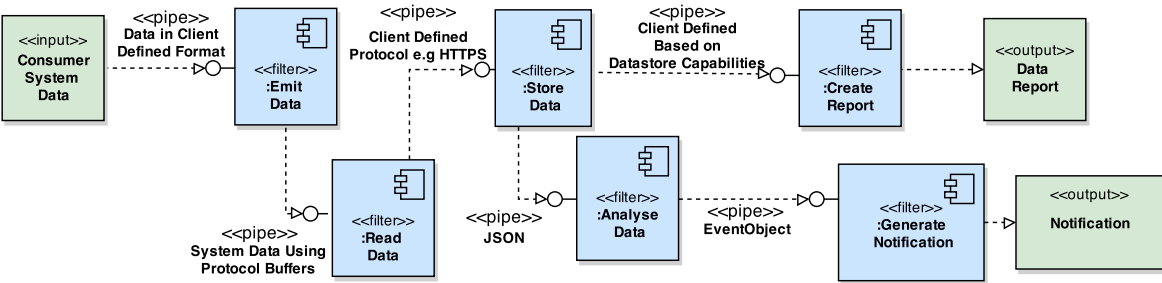 <<input>>
Consumer
System
Data
<<pipe>>
Data in Client
Defined Format
<<filter>>
:Emit
Data
<<pipe>>
System Data Using
Protocol Buffers
<<filter>>
:Read
Data
<<pipe>>
Client Defined
Protocol e.g HTTPS
<<filter>>
:Store
Data
<<pipe>>
Client Defined
Based on
Datastore Capabilities
<<filter>>
:Create
Report
<<output>>
Data
Report
<<pipe>>
JSON
<<filter>>
:Analyse
Data
<<pipe>>
EventObject
<<filter>>
:Generate
Notification
<<output>>
Notification